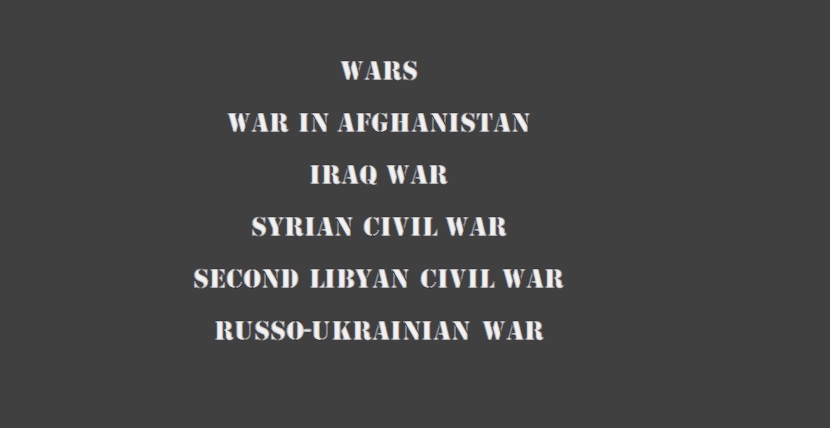 WARS
WAR IN AFGHANISTAN
IRAQ WAR
SYRIAN CIVIL WAR
SECOND LIBYAN CIVIL WAR
RUSSO-UKRAINIAN WAR